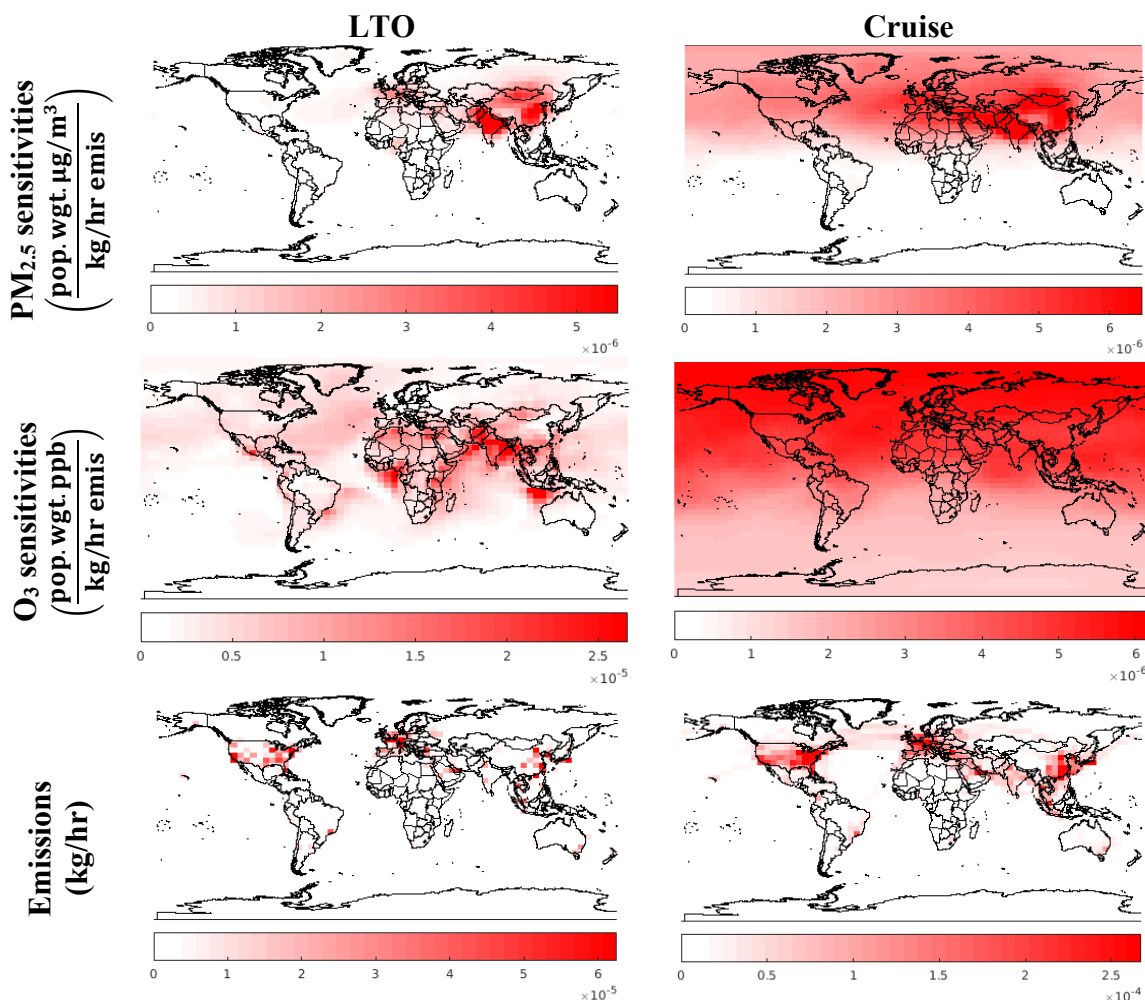 LTO
Cruise
PM2.5 sensitivities
(pop. wgt. μg/m3
kg/hr emis)
0 1 2 3 4 5
×10-6
0 1 2 3 4 5 6
×10-6
O3 sensitivities
(pop. wgt. ppb
kg/hr emis)
0 0.5 1 1.5 2 2.5
×10-5
0 1 2 3 4 5 6
×10-6
Emissions
(kg/hr)
0 1 2 3 4 5 6
×10-5
0 0.5 1 1.5 2 2.5
×10-4